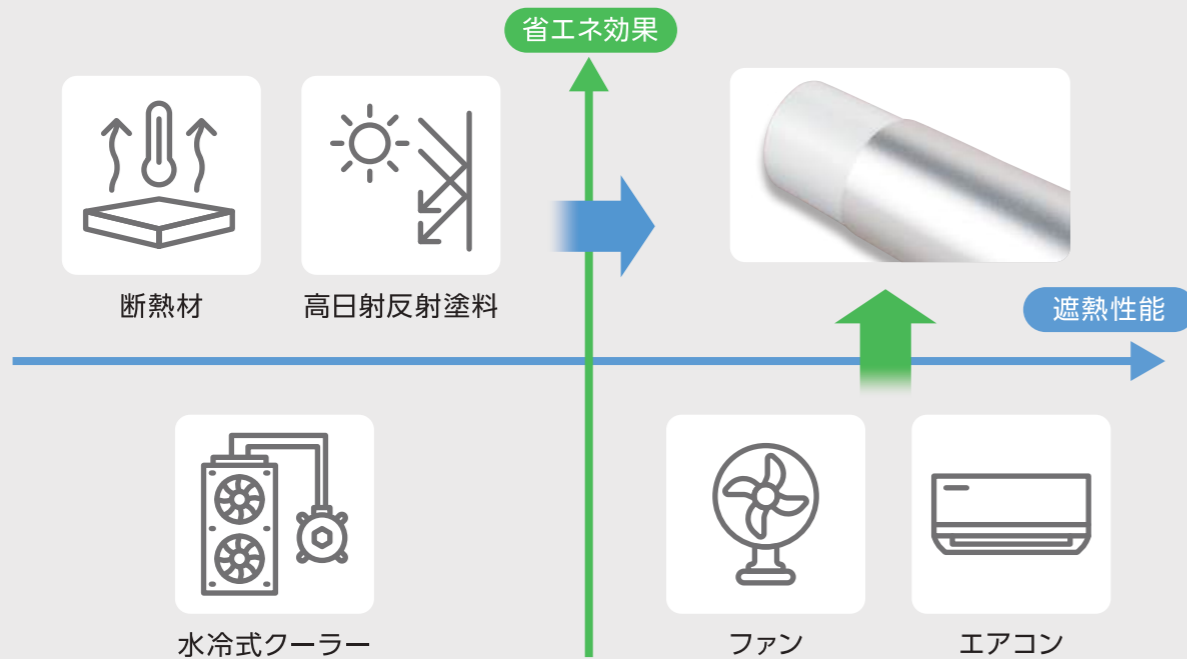 省エネ効果
断熱材
高日射反射塗料
遮熱性能
水冷式クーラー
ファン
エアコン